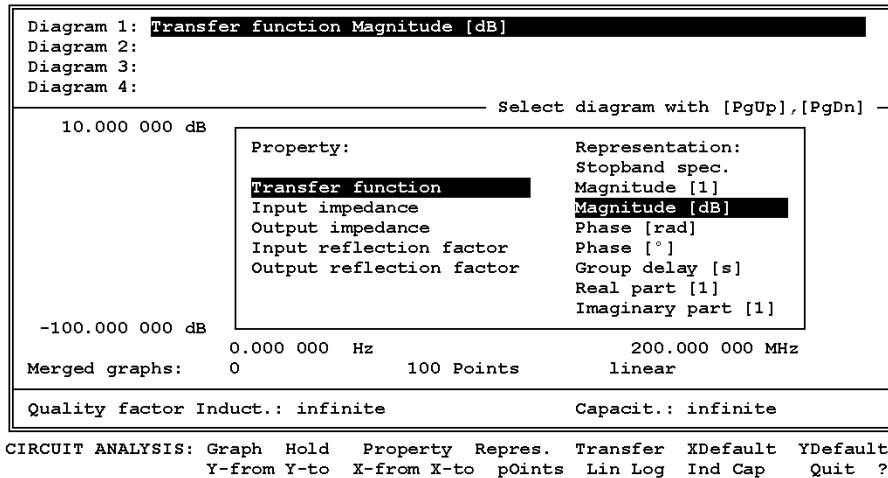 Diagram 1: Transfer function Magnitude [dB]
Diagram 2:
Diagram 3:
Diagram 4:
Select diagram with [PgUp],[PgDn]
10.000 000 dB
Property: Representation:
Stopband spec.
Transfer function Magnitude [1]
Input impedance Magnitude [dB]
Output impedance Phase [rad]
Input reflection factor Phase [°]
Output reflection factor Group delay [s]
Real part [1]
Imaginary part [1]
-100.000 000 dB
0.000 000 Hz 200.000 000 MHz
Merged graphs: 0 100 Points linear
Quality factor Induct.: infinite Capacit.: infinite
CIRCUIT ANALYSIS: Graph Hold Property Repres. Transfer XDefault YDefault
Y-from Y-to X-from X-to pOints Lin Log Ind Cap Quit ?